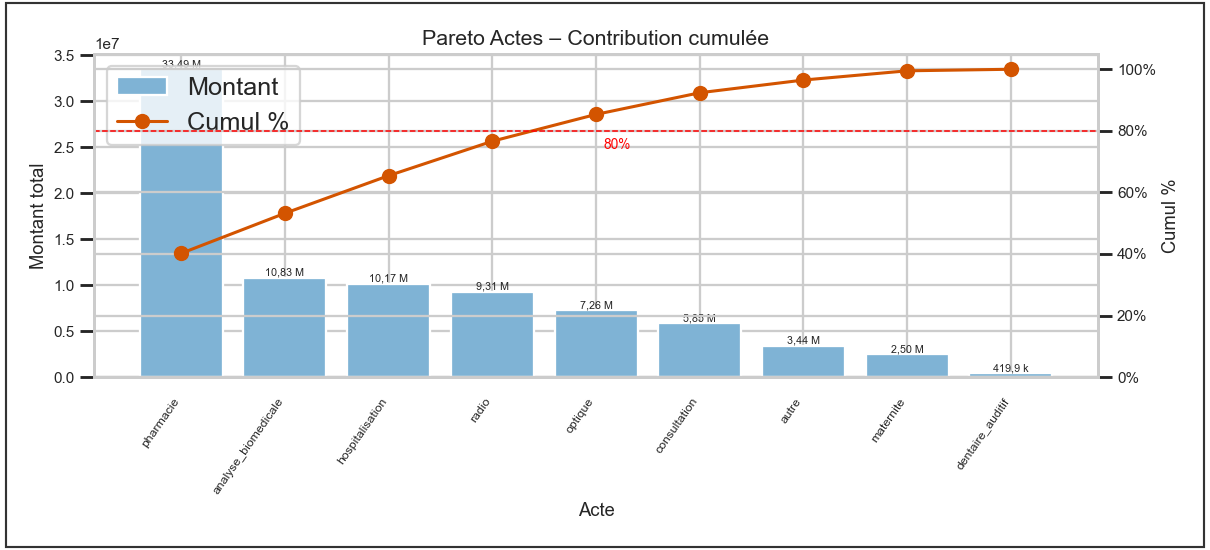 Pareto Actes – Contribution cumulée
1e7
3.5
3.0
2.5
2.0
1.5
1.0
0.5
0.0
Montant total
Montant
Cumul %
33,49 M
10,83 M
10,17 M
9,31 M
7,26 M
5,85 M
3,44 M
2,50 M
419,9 k
80%
100%
80%
60%
40%
20%
0%
Cumul %
pharmacie
analyse_biomedicale
hospitalisation
radio
optique
consultation
autre
maternite
dentaire_auditif
Acte